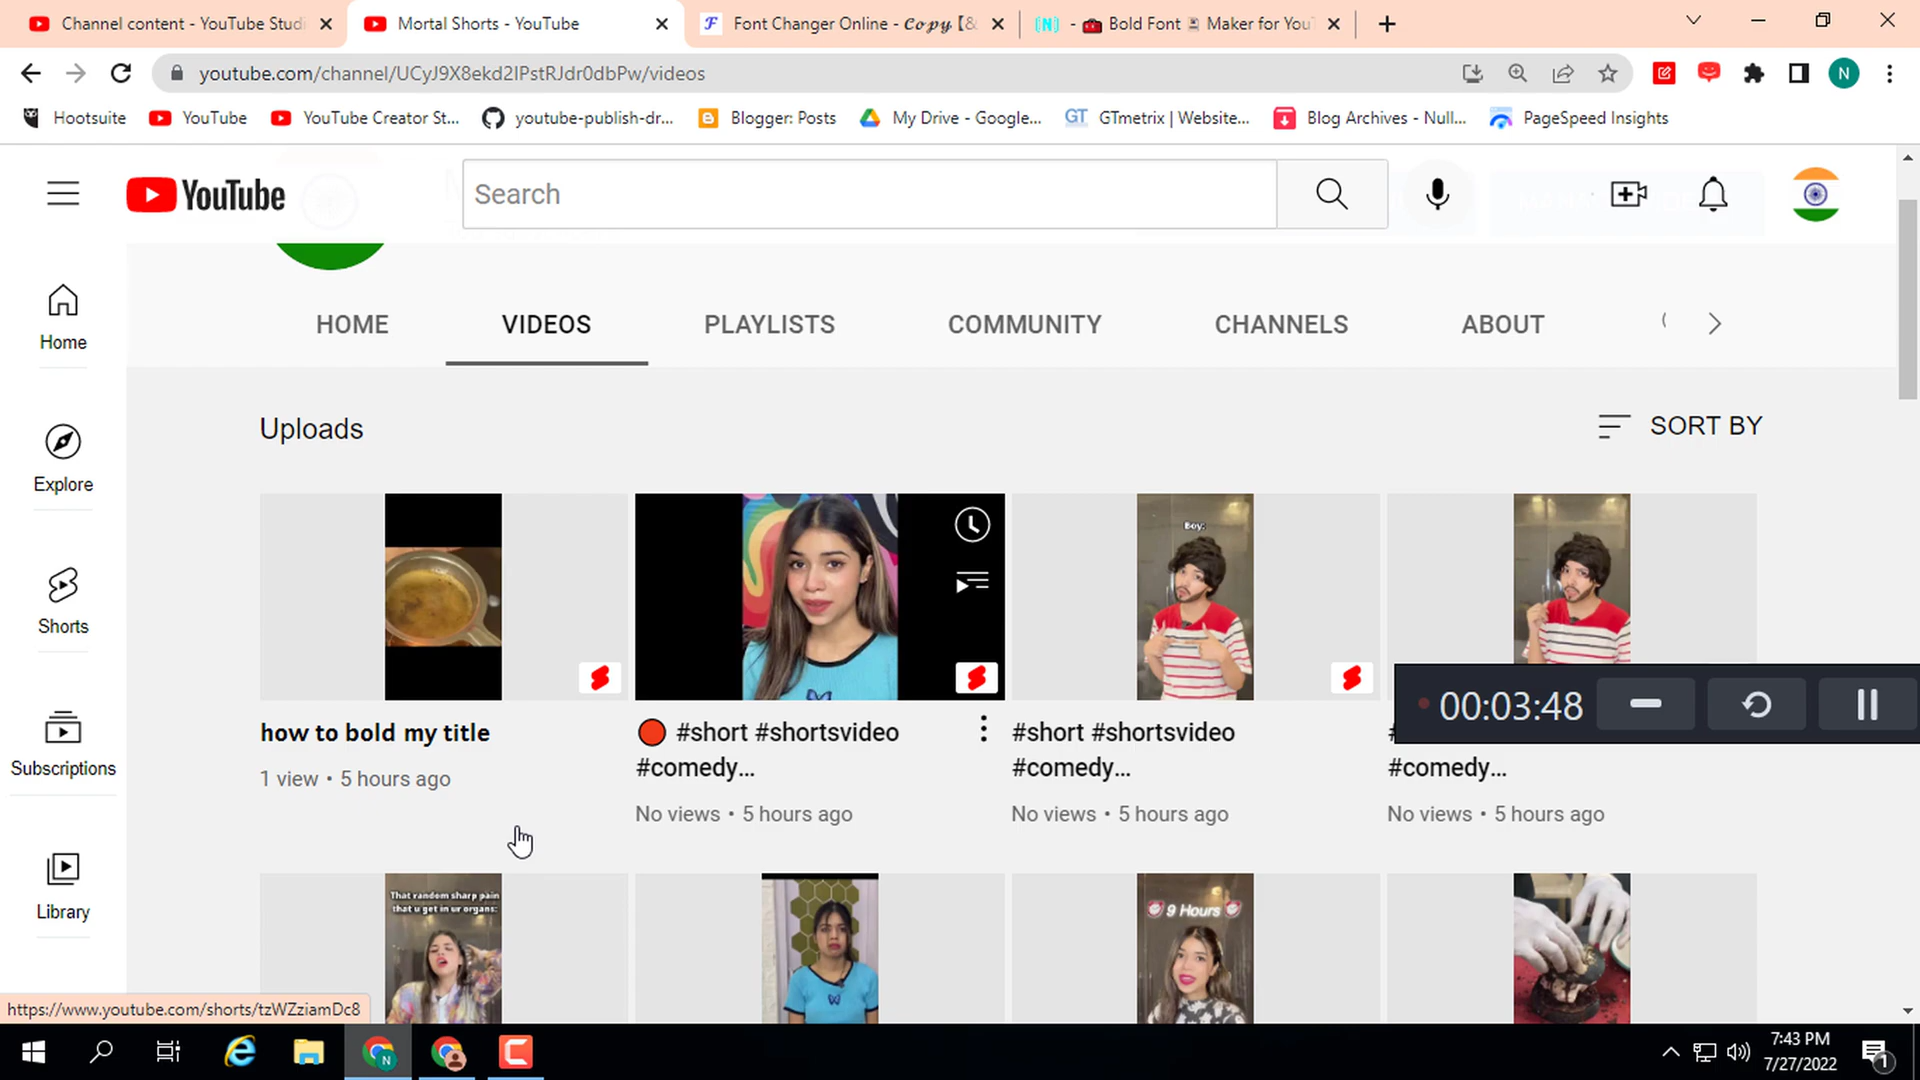 Channel content - YouTube Studi
Mortal Shorts - YouTube
Font Changer Online - 𝓒𝓸𝓹𝔂 【&
- 🧰 Bold Font Maker for You
youtube.com/channel/UCyJ9X8ekd2IPstRJdr0dbPw/videos
N
Hootsuite
YouTube
YouTube Creator St...
youtube-publish-dr...
Blogger: Posts
My Drive - Google...
GTmetrix | Website...
Blog Archives - Null...
PageSpeed Insights
YouTube
Search
Home
Explore
Shorts
Subscriptions
Library
HOME
VIDEOS
PLAYLISTS
COMMUNITY
CHANNELS
ABOUT
Uploads
SORT BY
Boy:
how to bold my title
1 view • 5 hours ago
🔴 #short #shortsvideo
#comedy...
No views • 5 hours ago
#short #shortsvideo
#comedy...
No views • 5 hours ago
#comedy...
No views • 5 hours ago
00:03:48
That random sharp pain
that u get in ur organs:
9 Hours
https://www.youtube.com/shorts/tzWZziamDc8
7:43 PM
7/27/2022
1